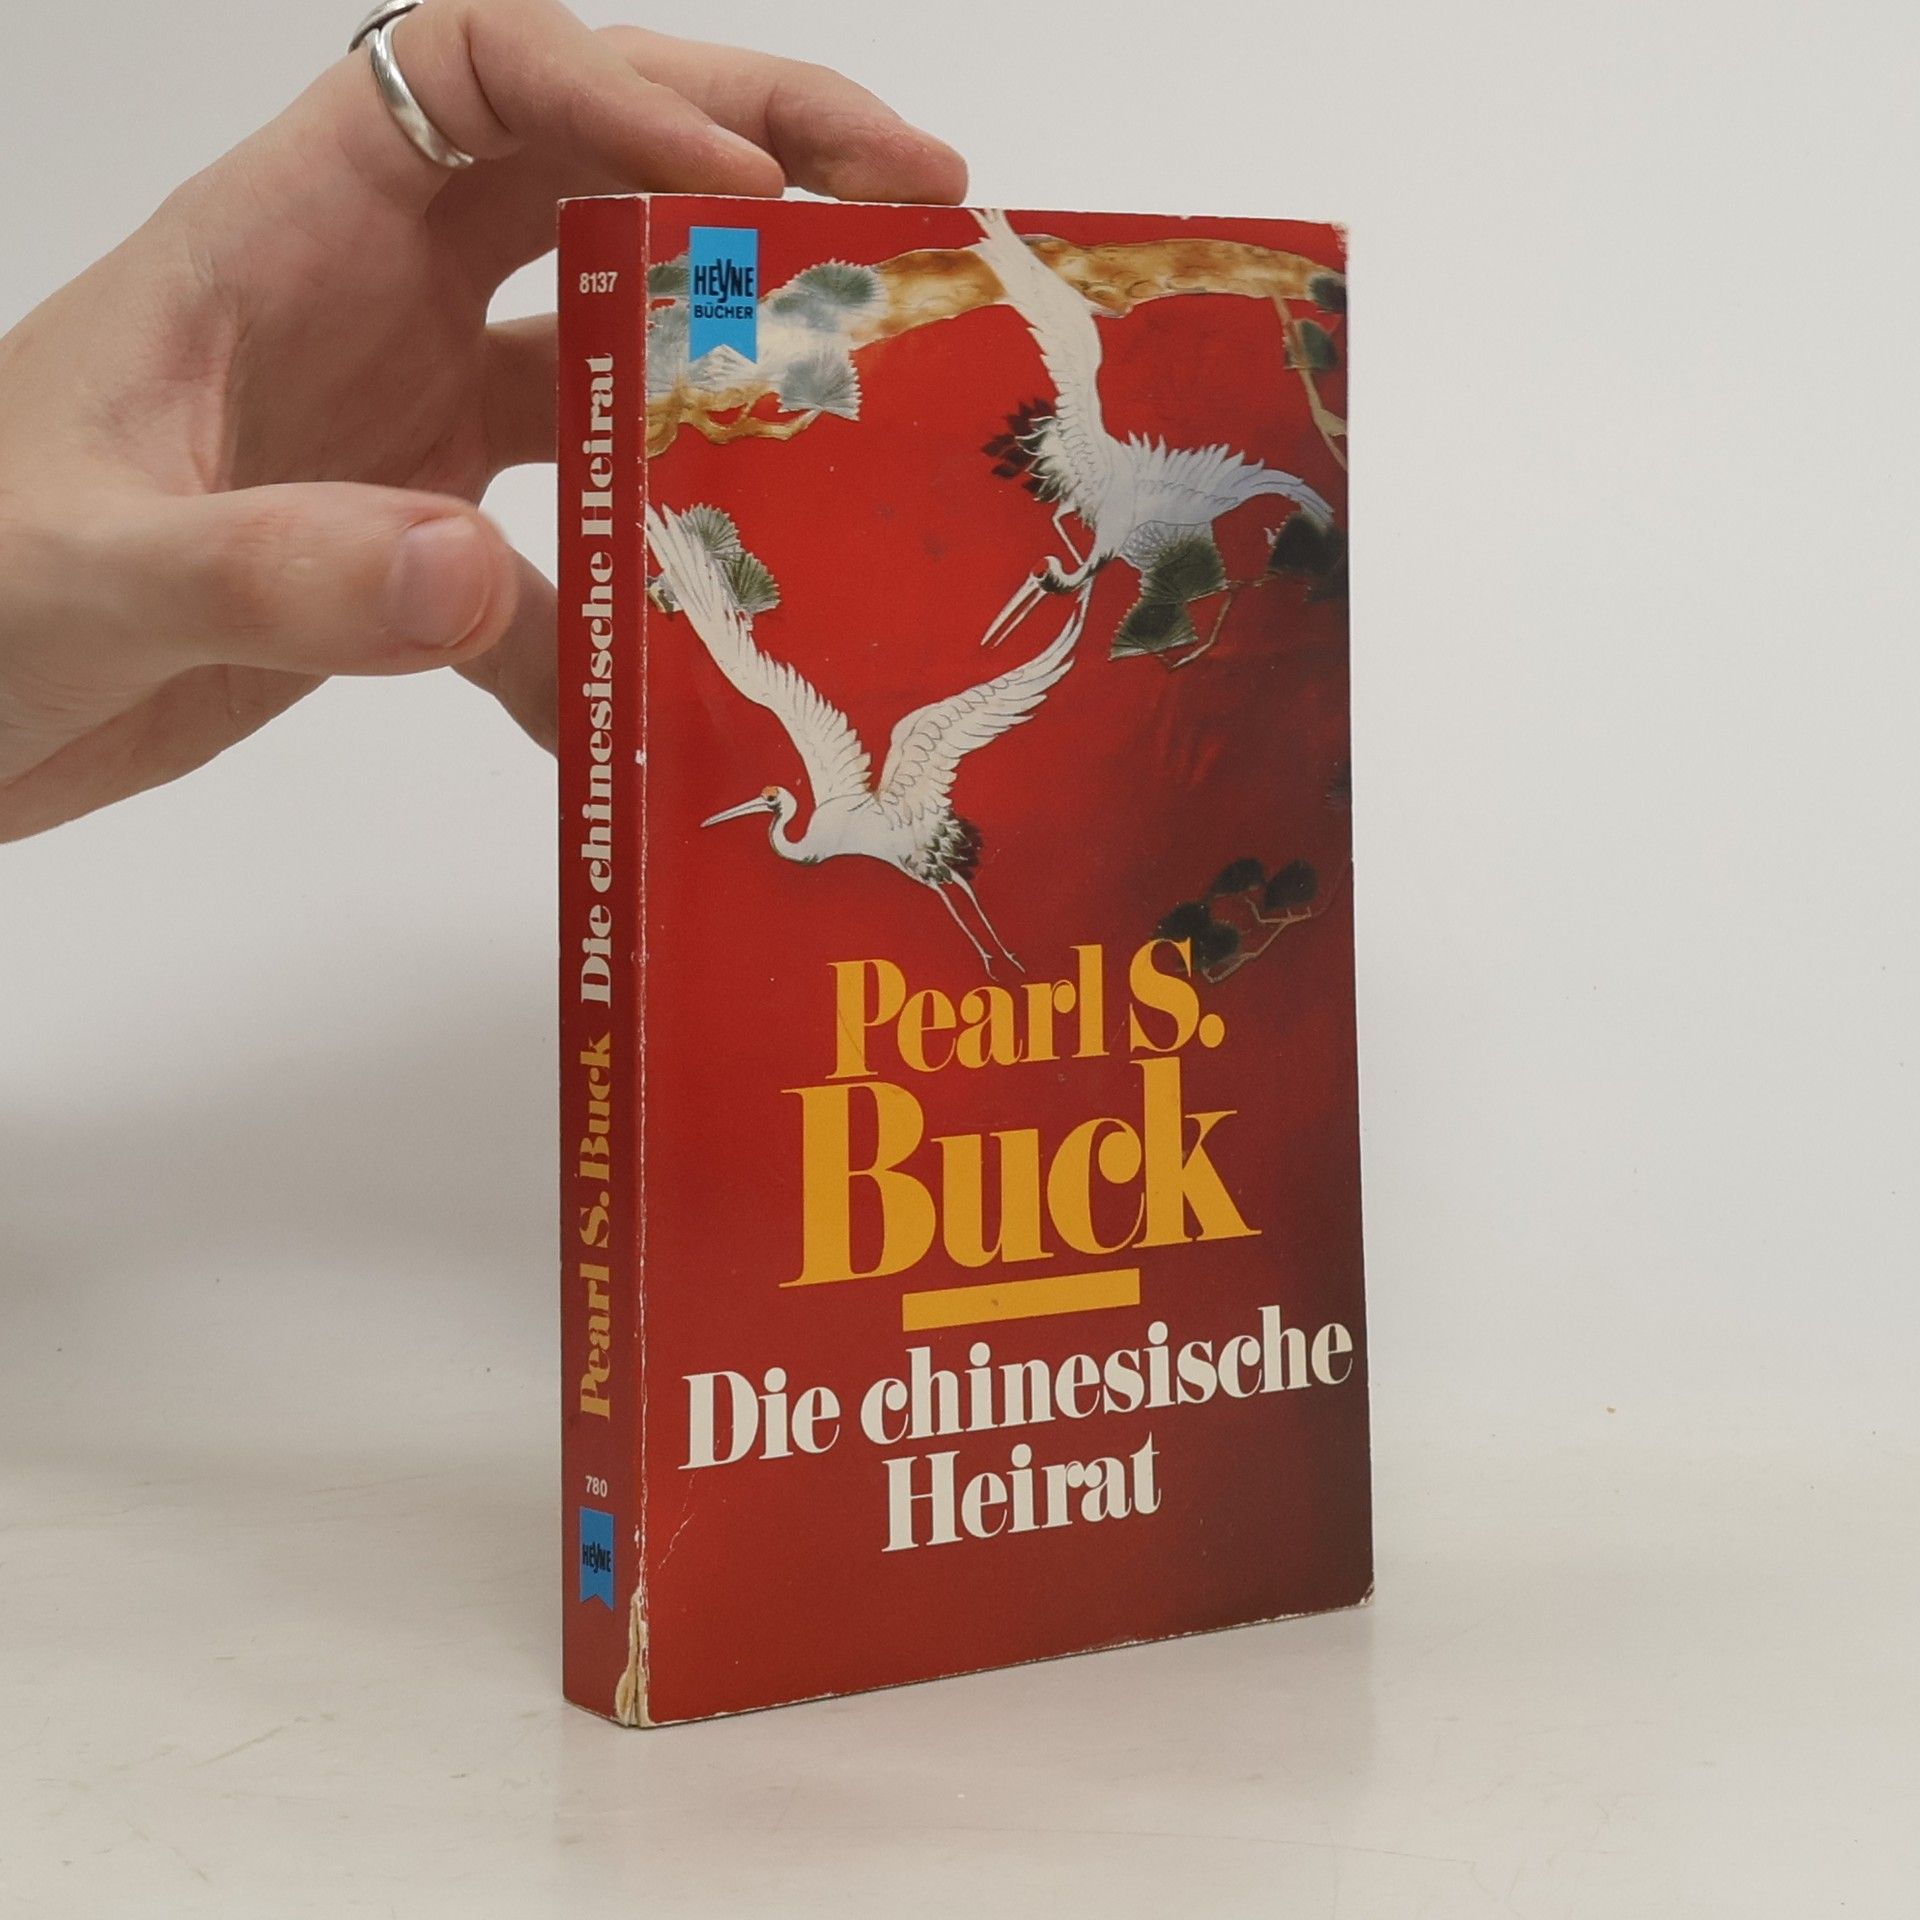 8137
Pearl S. Buck Die chinesische Heirat
780
HEYNE
HEYNE
BÜCHER
Pearl S.
Buck
Die chinesische
Heirat